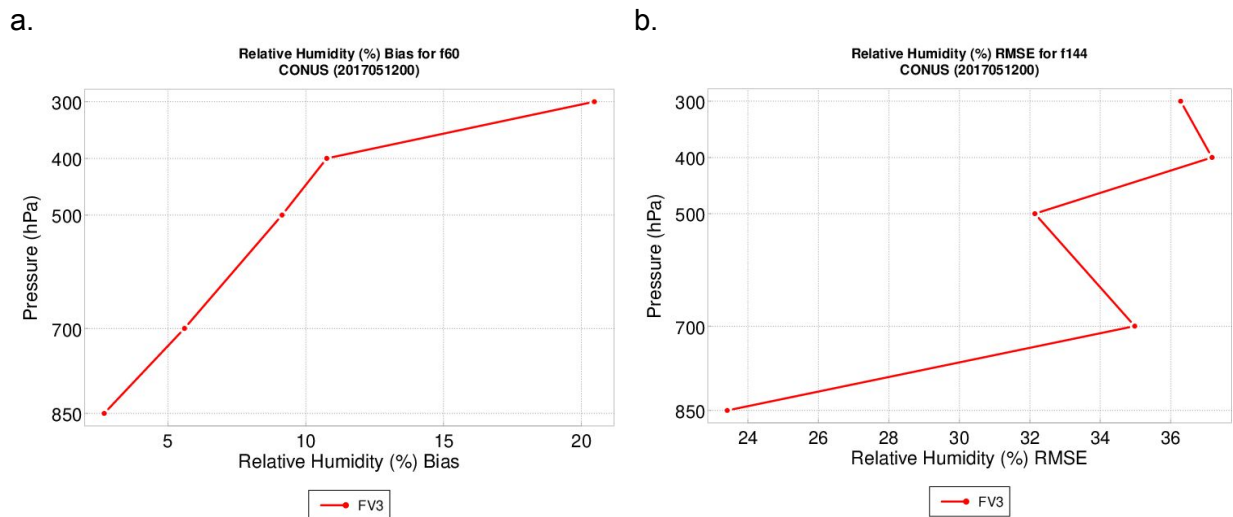 a.
Relative Humidity (%) Bias for f60
CONUS (2017051200)
300
400
500
700
850
Pressure (hPa)
5 10 15 20
Relative Humidity (%) Bias
FV3
b.
Relative Humidity (%) RMSE for f144
CONUS (2017051200)
300
400
500
700
850
Pressure (hPa)
24 26 28 30 32 34 36
Relative Humidity (%) RMSE
FV3